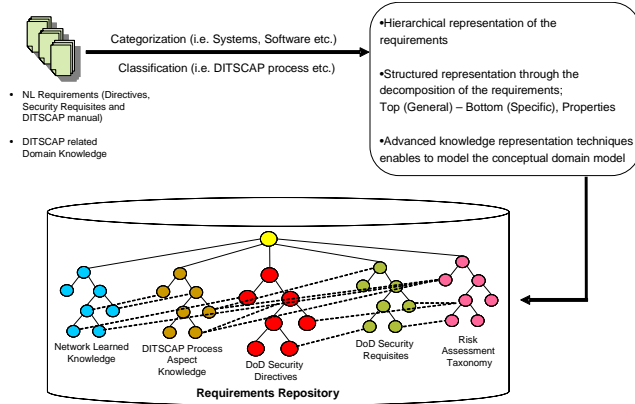 Categorization (i.e. Systems, Software etc.)
Classification (i.e. DITSCAP process etc.)
• NL Requirements (Directives,
Security Requisites and
DITSCAP manual)
• DITSCAP related
Domain Knowledge
•Hierarchical representation of the
requirements
•Structured representation through the
decomposition of the requirements;
Top (General) – Bottom (Specific), Properties
•Advanced knowledge representation techniques
enables to model the conceptual domain model
Network Learned
Knowledge
DITSCAP Process
Aspect
Knowledge
DoD Security
Directives
DoD Security
Requisites
Risk
Assessment
Taxonomy
Requirements Repository